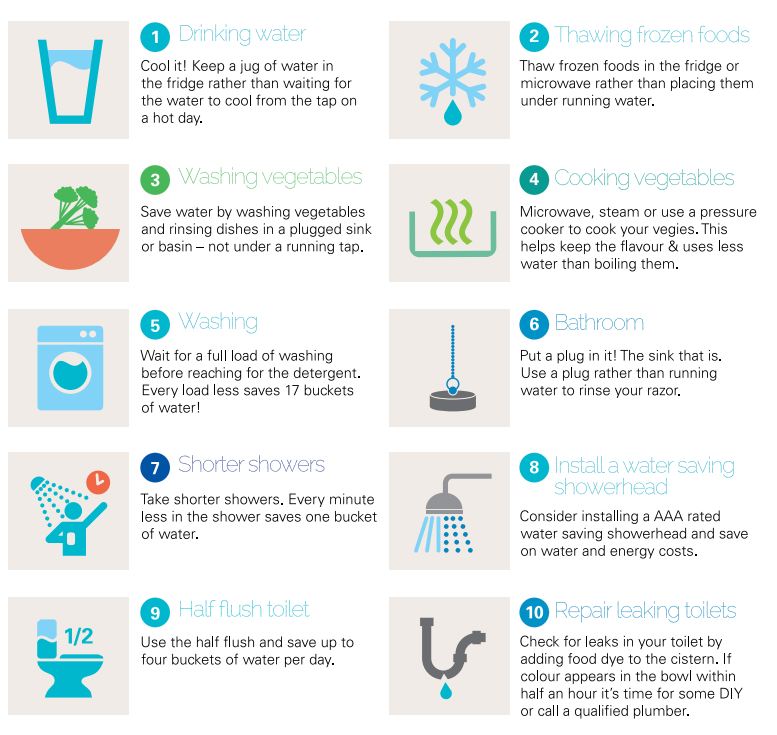 1 Drinking water
Cool it! Keep a jug of water in
the fridge rather than waiting for
the water to cool from the tap on
a hot day.
2 Thawing frozen foods
Thaw frozen foods in the fridge or
microwave rather than placing them
under running water.
3 Washing vegetables
Save water by washing vegetables
and rinsing dishes in a plugged sink
or basin – not under a running tap.
4 Cooking vegetables
Microwave, steam or use a pressure
cooker to cook your vegies. This
helps keep the flavour & uses less
water than boiling them.
5 Washing
Wait for a full load of washing
before reaching for the detergent.
Every load less saves 17 buckets
of water!
6 Bathroom
Put a plug in it! The sink that is.
Use a plug rather than running
water to rinse your razor.
7 Shorter showers
Take shorter showers. Every minute
less in the shower saves one bucket
of water.
8 Install a water saving
showerhead
Consider installing a AAA rated
water saving showerhead and save
on water and energy costs.
1/2
9 Half flush toilet
Use the half flush and save up to
four buckets of water per day.
10 Repair leaking toilets
Check for leaks in your toilet by
adding food dye to the cistern. If
colour appears in the bowl within
half an hour it's time for some DIY
or call a qualified plumber.